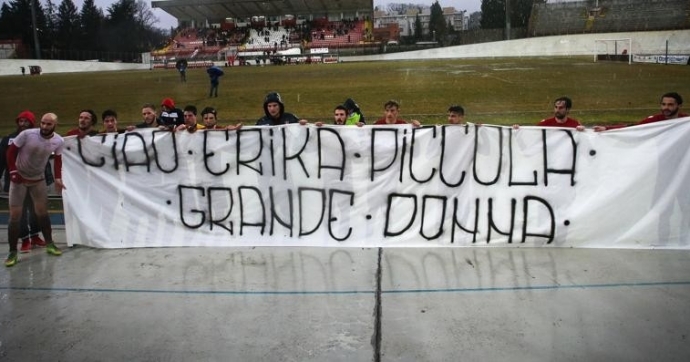 CIAO • ERIKA • PICCOLA •
• GRANDE • DONNA •